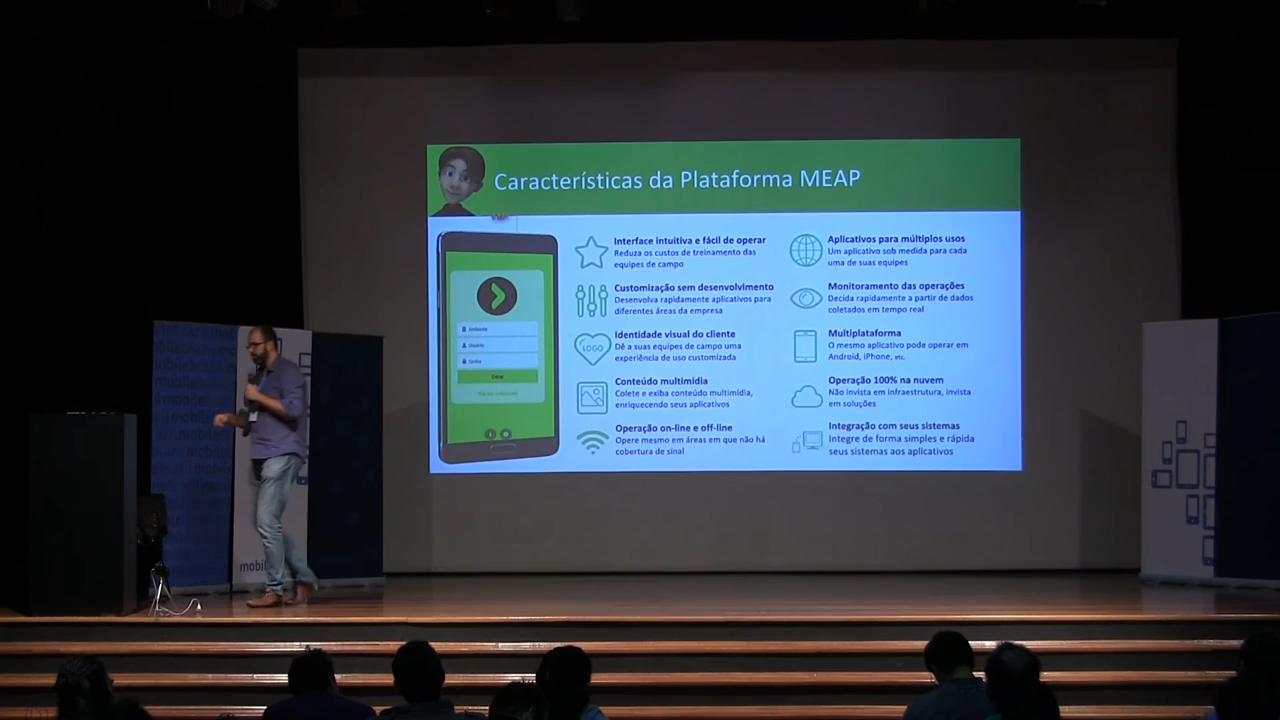 Características da Plataforma MEAP
Interface intuitiva e fácil de operar
Reduza os custos de treinamento das
equipes de campo
Customização sem desenvolvimento
Desenvolva rapidamente aplicativos para
diferentes áreas da empresa
Identidade visual do cliente
Dê a suas equipes de campo uma
experiência de uso customizada
LOGO
Conteúdo multimídia
Colete e exiba conteúdo multimídia,
enriquecendo seus aplicativos
Operação on-line e off-line
Opere mesmo em áreas em que não há
cobertura de sinal
Aplicativos para múltiplos usos
Um aplicativo sob medida para cada
uma de suas equipes
Monitoramento das operações
Decida rapidamente a partir de dados
coletados em tempo real
Multiplataforma
O mesmo aplicativo pode operar em
Android, iPhone, etc.
Operação 100% na nuvem
Não invista em infraestrutura, invista
em soluções
Integração com seus sistemas
Integre de forma simples e rápida
seus sistemas aos aplicativos
Ambiente
Usuário
Senha
Entrar
mobil